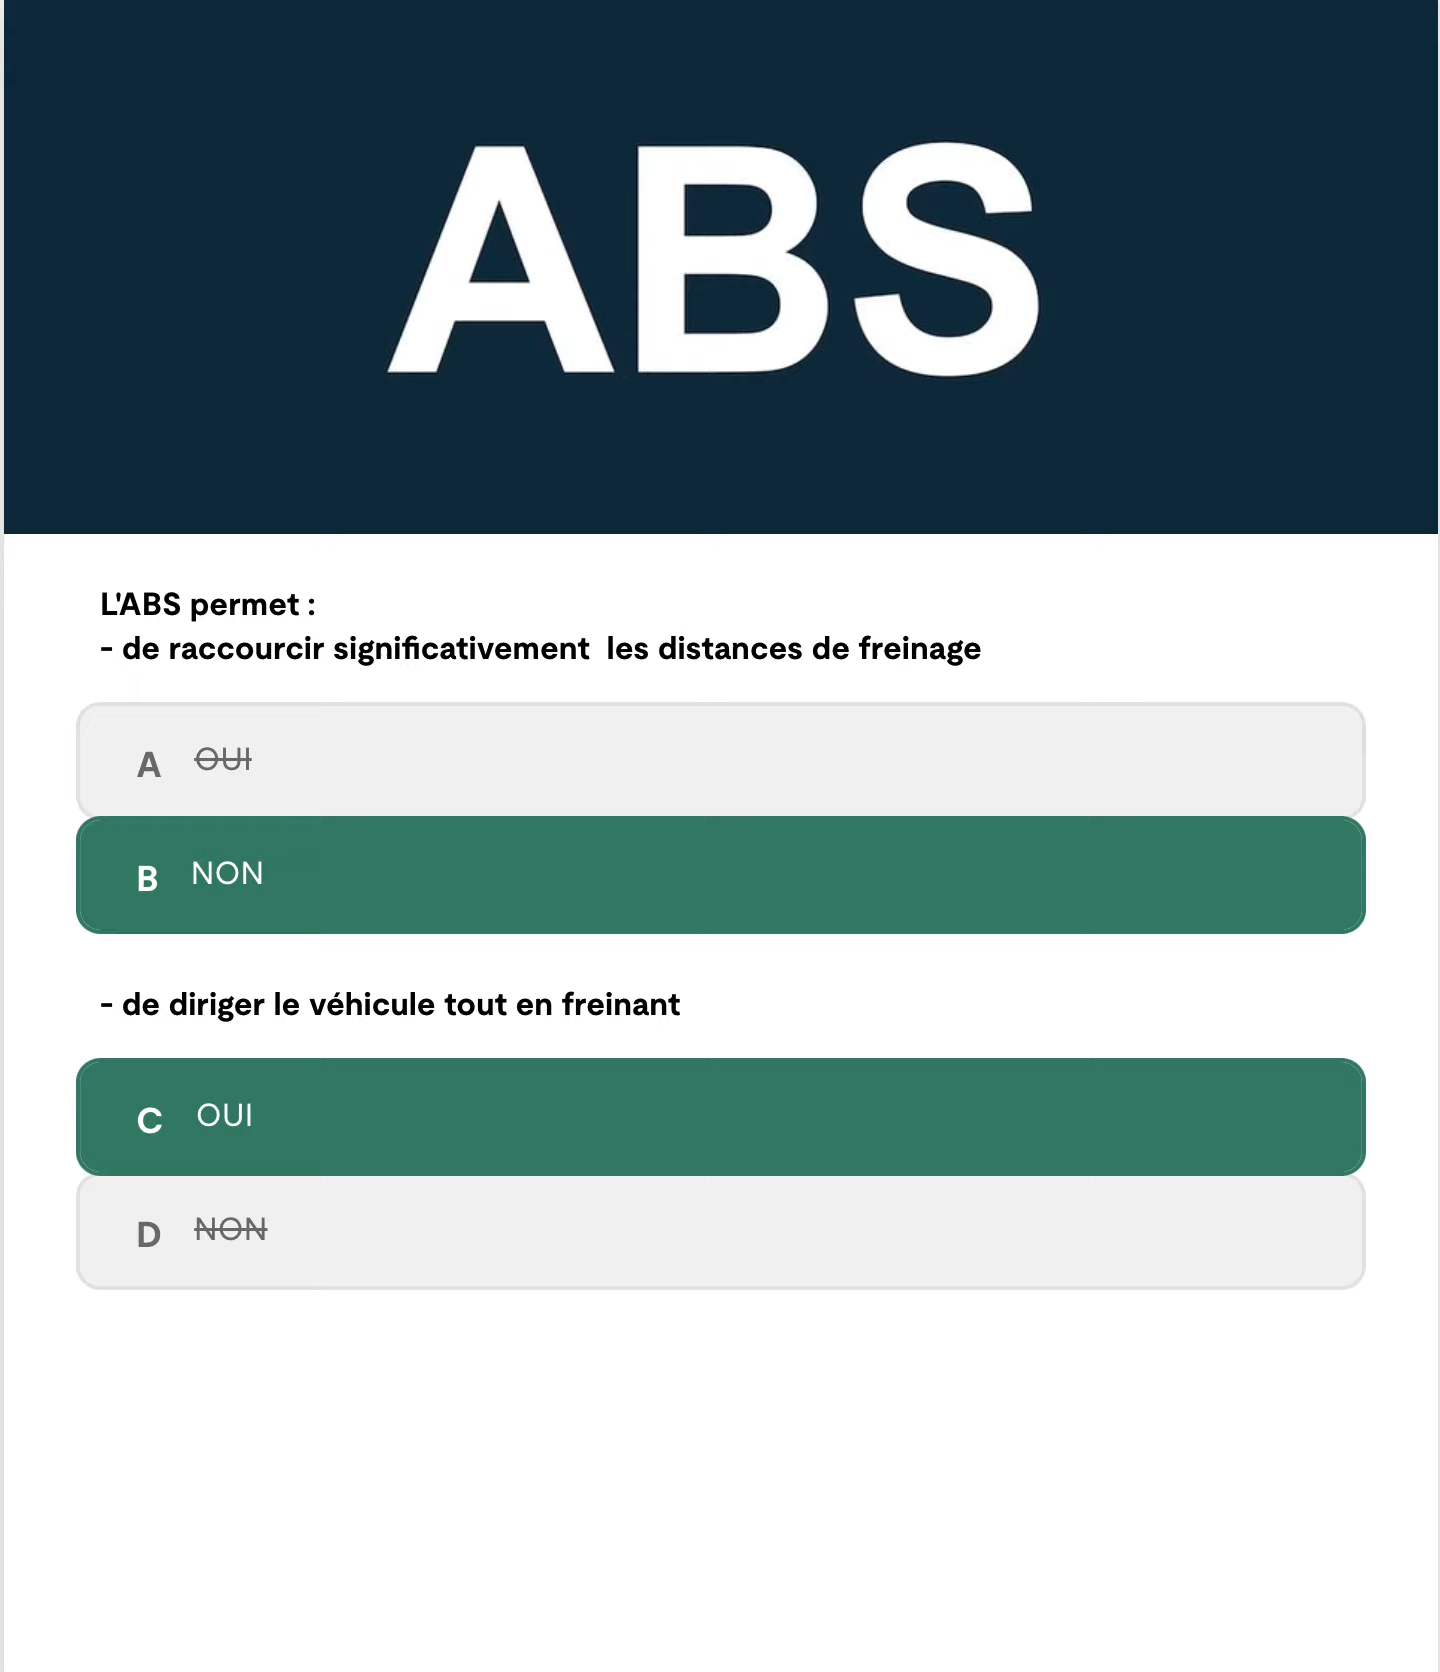 ABS
L'ABS permet :
- de raccourcir significativement  les distances de freinage
A OUI
B NON
- de diriger le véhicule tout en freinant
C OUI
D NON